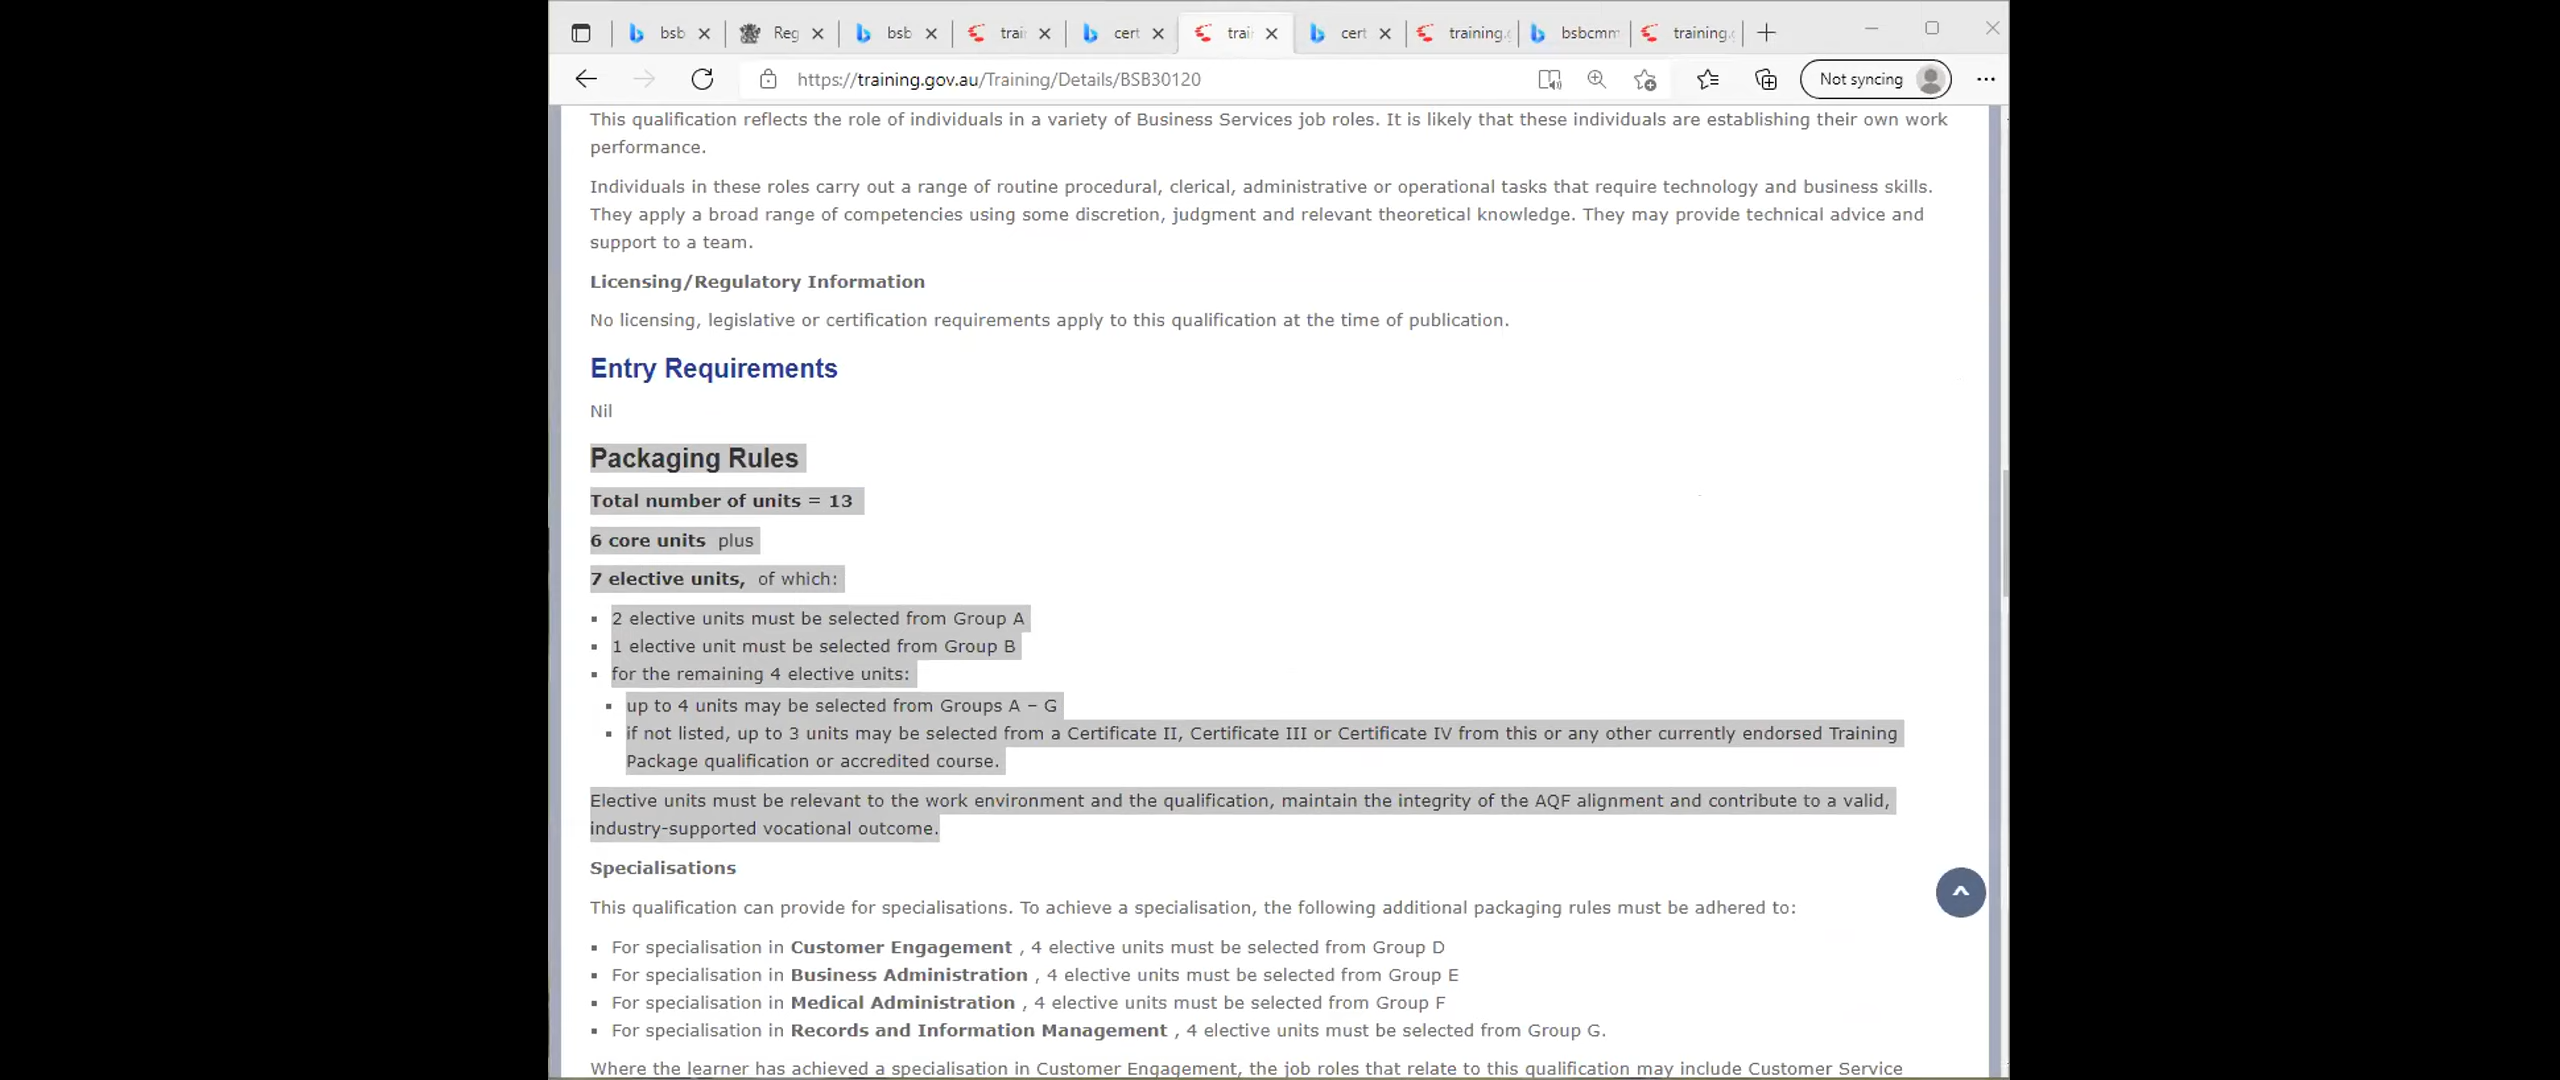 bsb
Reg
bsb
trai
cert
trai
cert
training.
bsbcmm
training.
https://training.gov.au/Training/Details/BSB30120
Not syncing
This qualification reflects the role of individuals in a variety of Business Services job roles. It is likely that these individuals are establishing their own work
performance.
Individuals in these roles carry out a range of routine procedural, clerical, administrative or operational tasks that require technology and business skills.
They apply a broad range of competencies using some discretion, judgment and relevant theoretical knowledge. They may provide technical advice and
support to a team.
Licensing/Regulatory Information
No licensing, legislative or certification requirements apply to this qualification at the time of publication.
Entry Requirements
Nil
Packaging Rules
Total number of units = 13
6 core units plus
7 elective units, of which:
▪ 2 elective units must be selected from Group A
▪ 1 elective unit must be selected from Group B
▪ for the remaining 4 elective units:
▪ up to 4 units may be selected from Groups A – G
▪ if not listed, up to 3 units may be selected from a Certificate II, Certificate III or Certificate IV from this or any other currently endorsed Training
Package qualification or accredited course.
Elective units must be relevant to the work environment and the qualification, maintain the integrity of the AQF alignment and contribute to a valid,
industry-supported vocational outcome.
Specialisations
This qualification can provide for specialisations. To achieve a specialisation, the following additional packaging rules must be adhered to:
▪ For specialisation in Customer Engagement , 4 elective units must be selected from Group D
▪ For specialisation in Business Administration , 4 elective units must be selected from Group E
▪ For specialisation in Medical Administration , 4 elective units must be selected from Group F
▪ For specialisation in Records and Information Management , 4 elective units must be selected from Group G.
Where the learner has achieved a specialisation in Customer Engagement, the job roles that relate to this qualification may include Customer Service